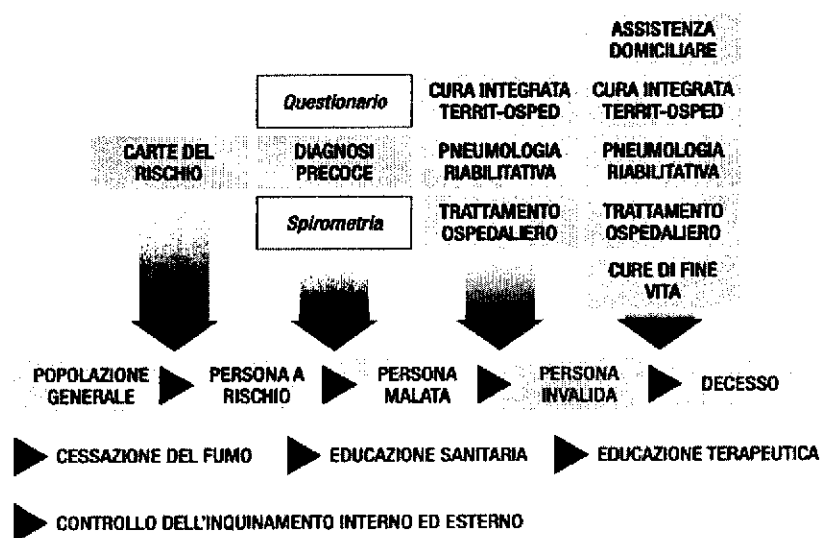 ASSISTENZA
DOMICILIARE
Questionario
CURA INTEGRATA
TERRIT-OSPED
CURA INTEGRATA
TERRIT-OSPED
CARTE DEL
RISCHIO
DIAGNOSI
PRECOCE
PNEUMOLOGIA
RIABILITATIVA
PNEUMOLOGIA
RIABILITATIVA
Spirometria
TRATTAMENTO
OSPEDALIERO
TRATTAMENTO
OSPEDALIERO
CURE DI FINE
VITA
POPOLAZIONE
GENERALE
PERSONA A
RISCHIO
PERSONA
MALATA
PERSONA
INVALIDA
DECESSO
CESSAZIONE DEL FUMO
EDUCAZIONE SANITARIA
EDUCAZIONE TERAPEUTICA
CONTROLLO DELL'INQUINAMENTO INTERNO ED ESTERNO